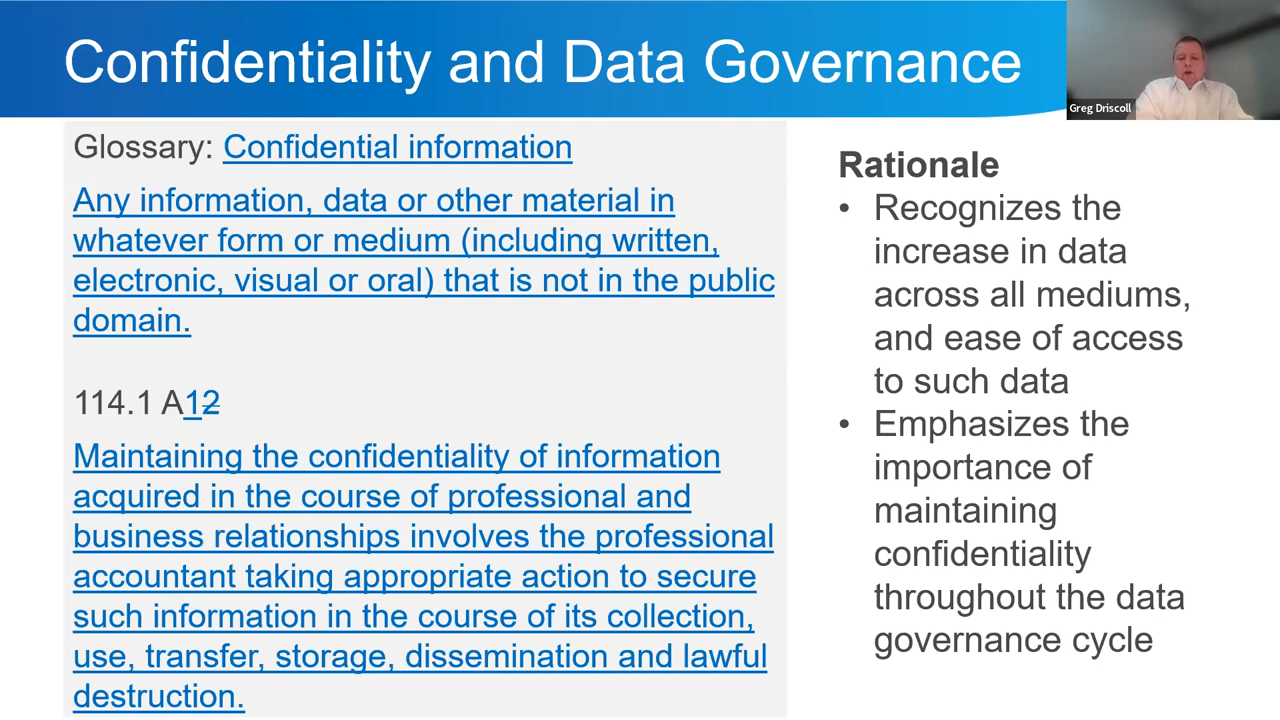 Confidentiality and Data Governance
Greg Driscoll
Glossary: Confidential information
Any information, data or other material in
whatever form or medium (including written,
electronic, visual or oral) that is not in the public
domain.
114.1 A12
Maintaining the confidentiality of information
acquired in the course of professional and
business relationships involves the professional
accountant taking appropriate action to secure
such information in the course of its collection,
use, transfer, storage, dissemination and lawful
destruction.
Rationale
• Recognizes the
increase in data
across all mediums,
and ease of access
to such data
• Emphasizes the
importance of
maintaining
confidentiality
throughout the data
governance cycle